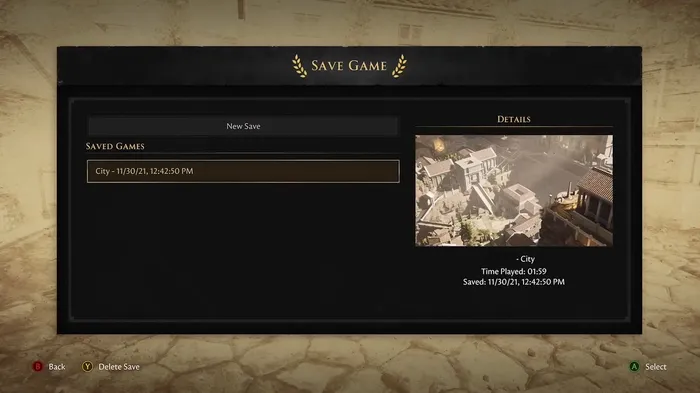 SAVE GAME
New Save
SAVED GAMES
City - 11/30/21, 12:42:50 PM
DETAILS
- City
Time Played: 01:59
Saved: 11/30/21, 12:42:50 PM
B Back
Y Delete Save
A Select